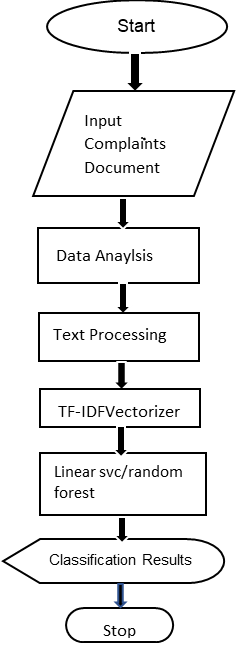 Start
Input
Complaints
Document
Data Anaylsis
Text Processing
TF-IDFVectorizer
Linear svc/random
forest
Classification Results
Stop